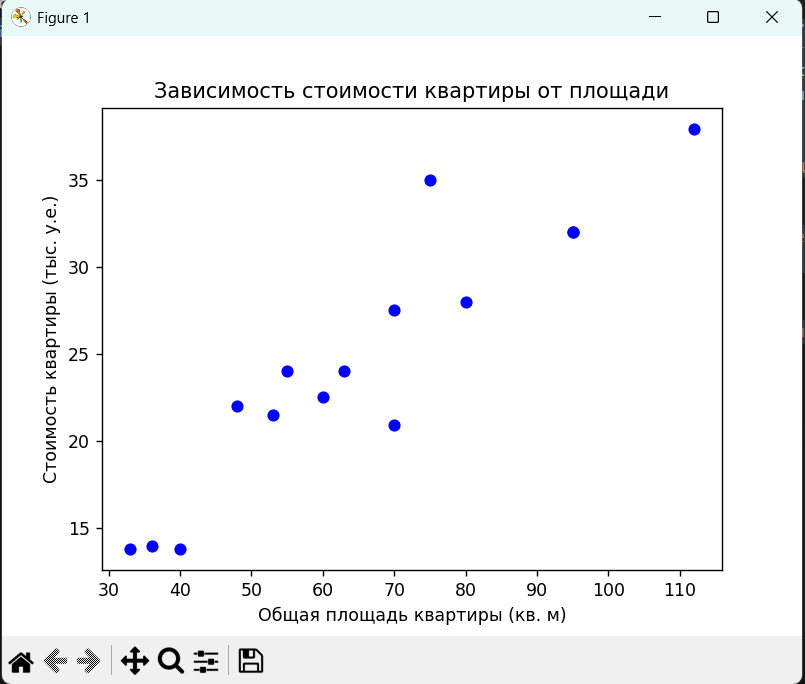 Figure 1
Зависимость стоимости квартиры от площади
Стоимость квартиры (тыс. у.е.)
35
30
25
20
15
30 40 50 60 70 80 90 100 110
Общая площадь квартиры (кв. м)